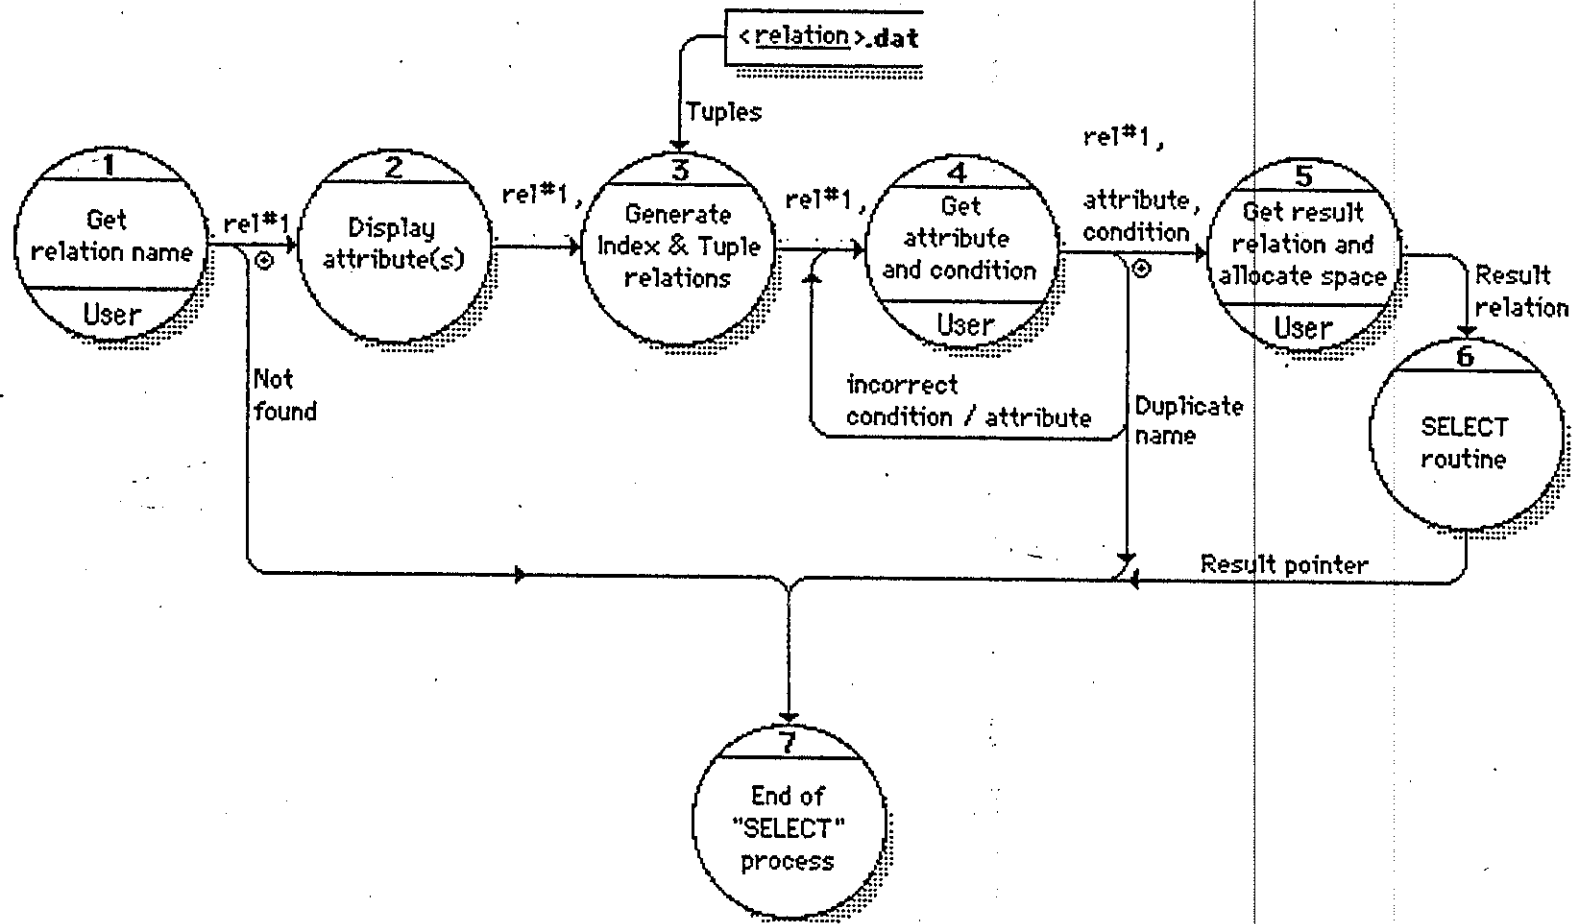 <relation>.dat
Tuples
1
Get
relation name
User
rel#1
2
Display
attribute(s)
rel#1,
3
Generate
Index & Tuple
relations
rel#1,
4
Get
attribute
and condition
User
rel#1,
attribute,
condition
5
Get result
relation and
allocate space
User
Result
relation
6
SELECT
routine
Not
found
incorrect
condition / attribute
Duplicate
name
Result pointer
7
End of
"SELECT"
process